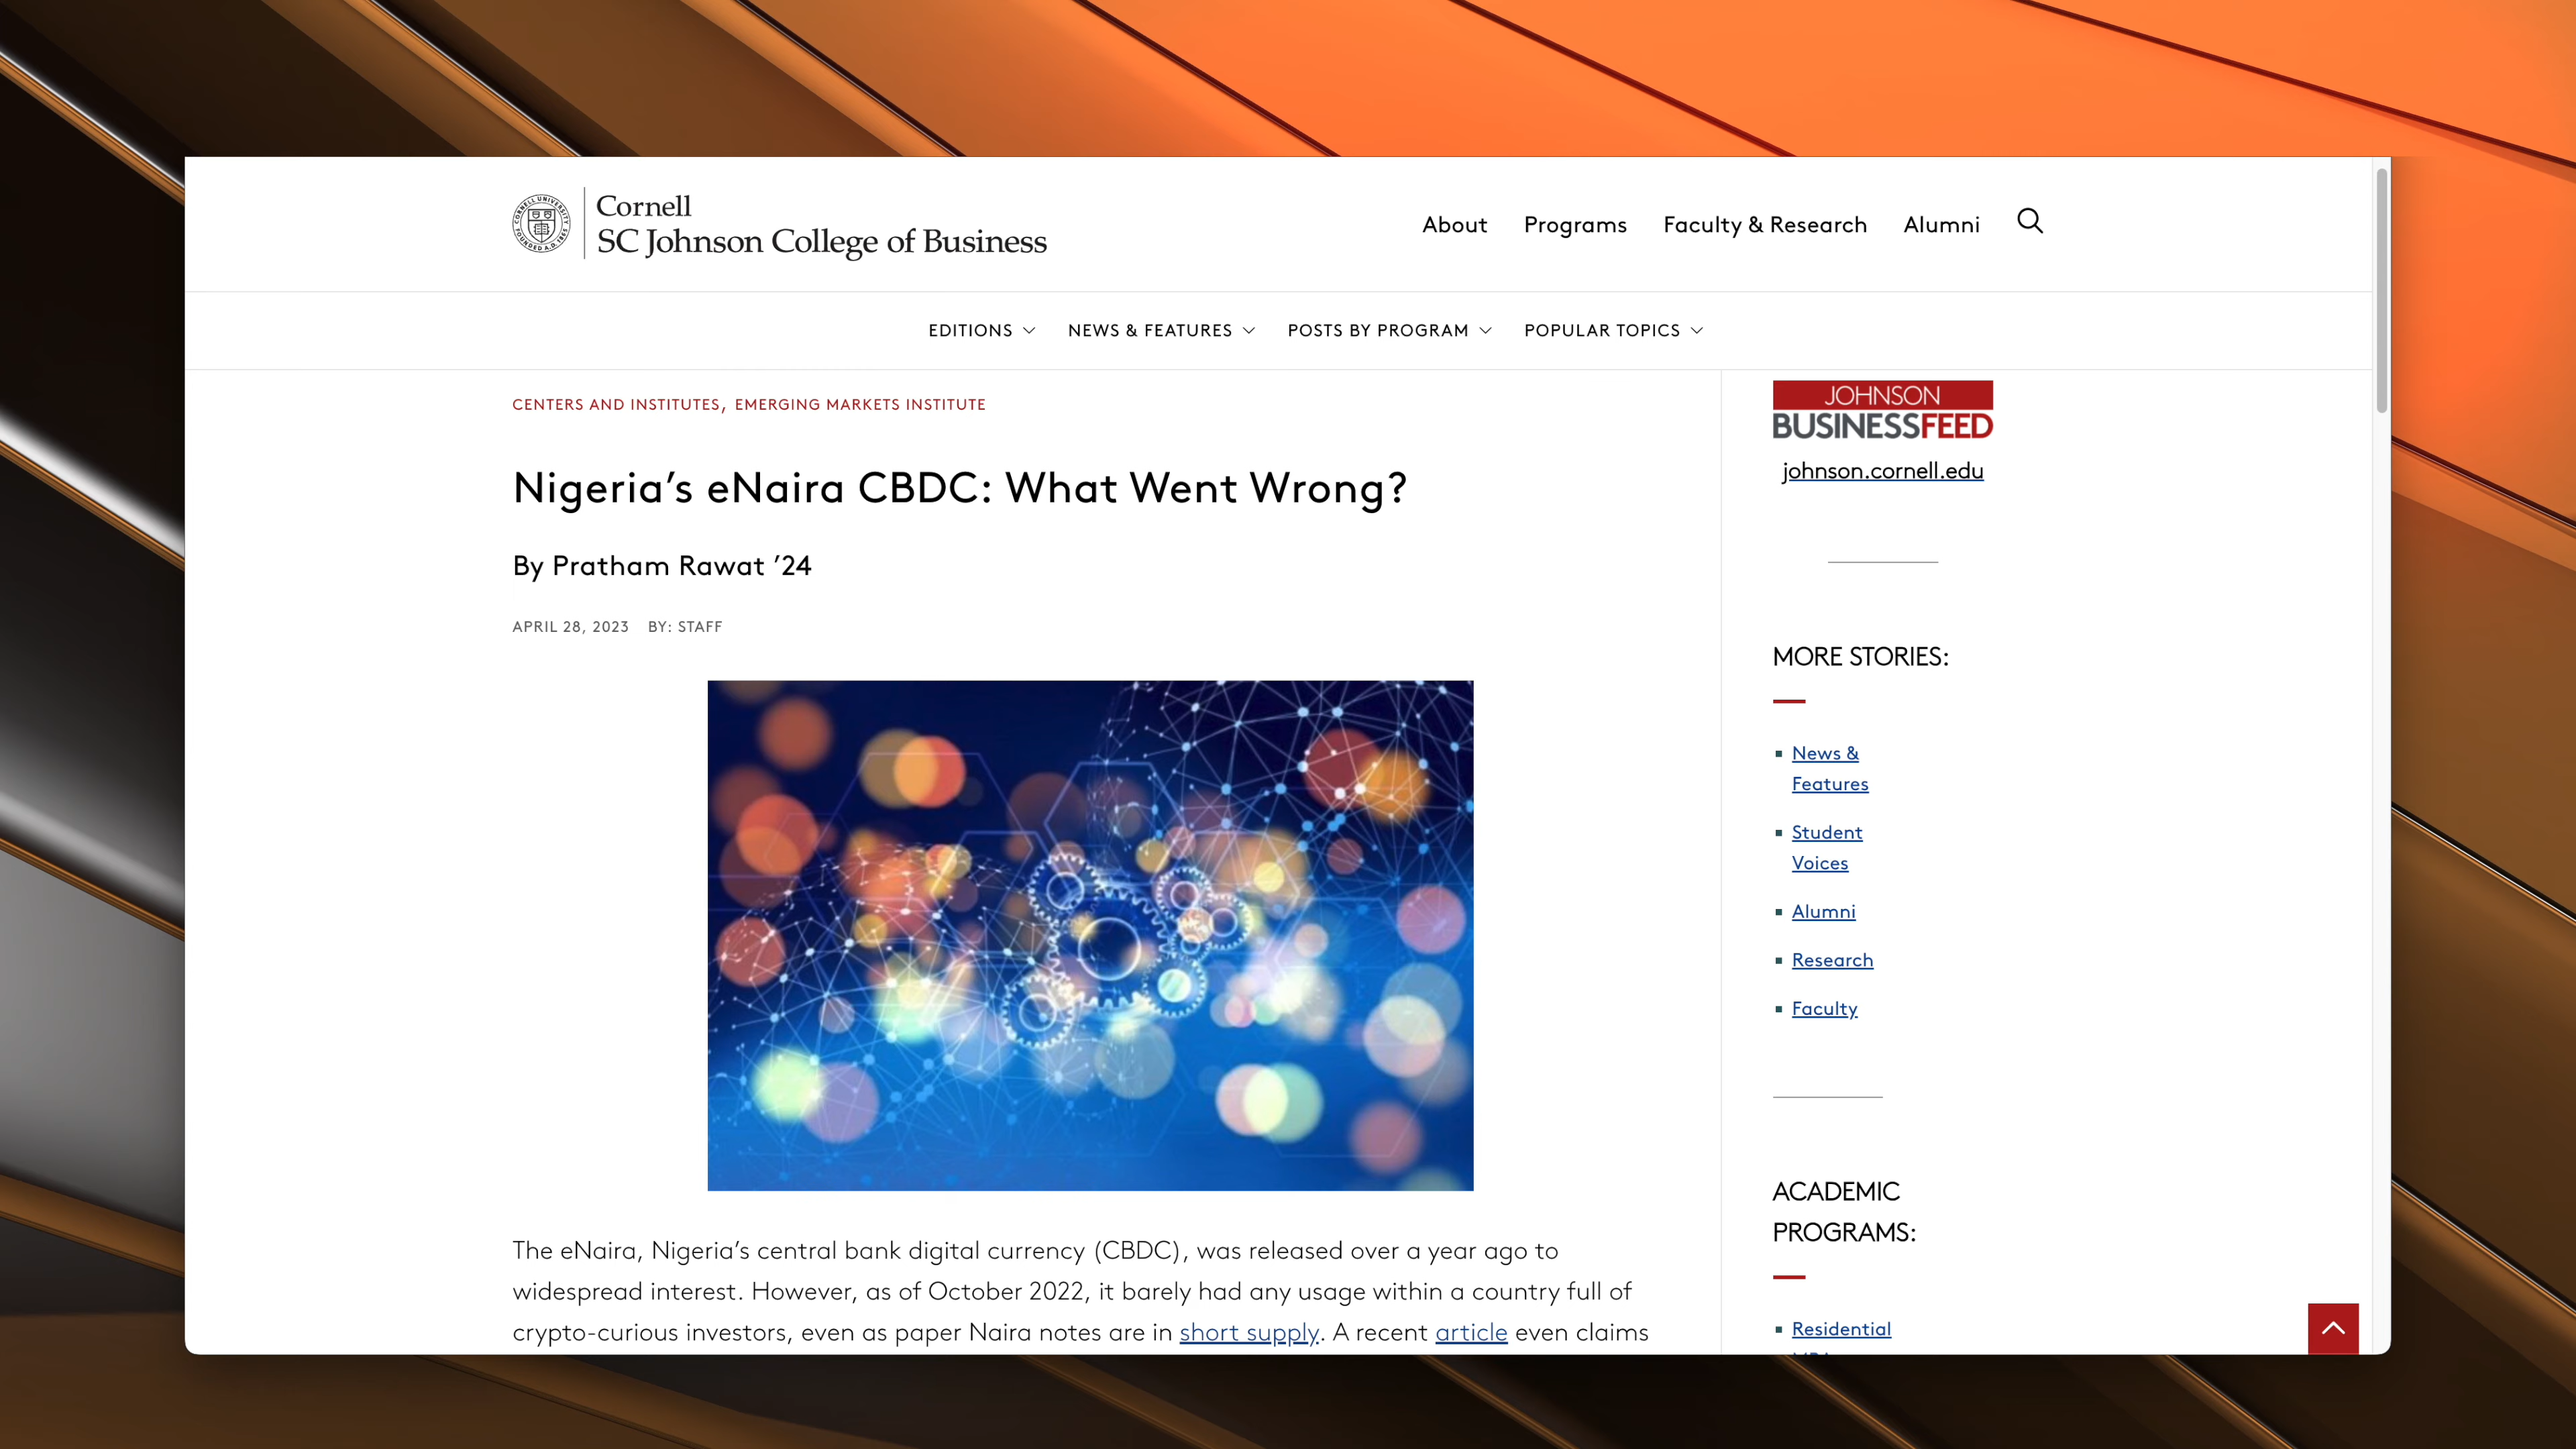 Cornell
SC Johnson College of Business
About Programs Faculty & Research Alumni
EDITIONS NEWS & FEATURES POSTS BY PROGRAM POPULAR TOPICS
CENTERS AND INSTITUTES, EMERGING MARKETS INSTITUTE
Nigeria’s eNaira CBDC: What Went Wrong?
By Pratham Rawat ’24
APRIL 28, 2023 BY: STAFF
The eNaira, Nigeria’s central bank digital currency (CBDC), was released over a year ago to
widespread interest. However, as of October 2022, it barely had any usage within a country full of
crypto-curious investors, even as paper Naira notes are in short supply. A recent article even claims
JOHNSON
BUSINESSFEED
johnson.cornell.edu
MORE STORIES:
News &
Features
Student
Voices
Alumni
Research
Faculty
ACADEMIC
PROGRAMS:
Residential